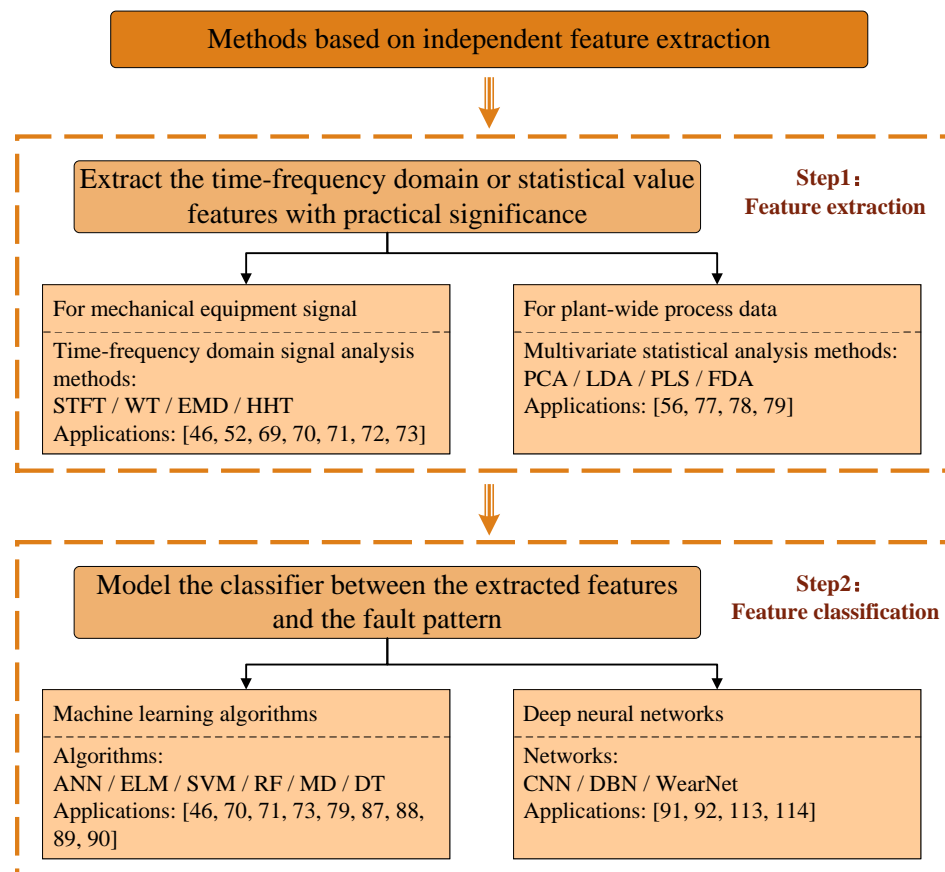 Methods based on independent feature extraction
Extract the time-frequency domain or statistical value
features with practical significance
Step1：
Feature extraction
For mechanical equipment signal
Time-frequency domain signal analysis
methods:
STFT / WT / EMD / HHT
Applications: [46, 52, 69, 70, 71, 72, 73]
For plant-wide process data
Multivariate statistical analysis methods:
PCA / LDA / PLS / FDA
Applications: [56, 77, 78, 79]
Model the classifier between the extracted features
and the fault pattern
Step2：
Feature classification
Machine learning algorithms
Algorithms:
ANN / ELM / SVM / RF / MD / DT
Applications: [46, 70, 71, 73, 79, 87, 88,
89, 90]
Deep neural networks
Networks:
CNN / DBN / WearNet
Applications: [91, 92, 113, 114]